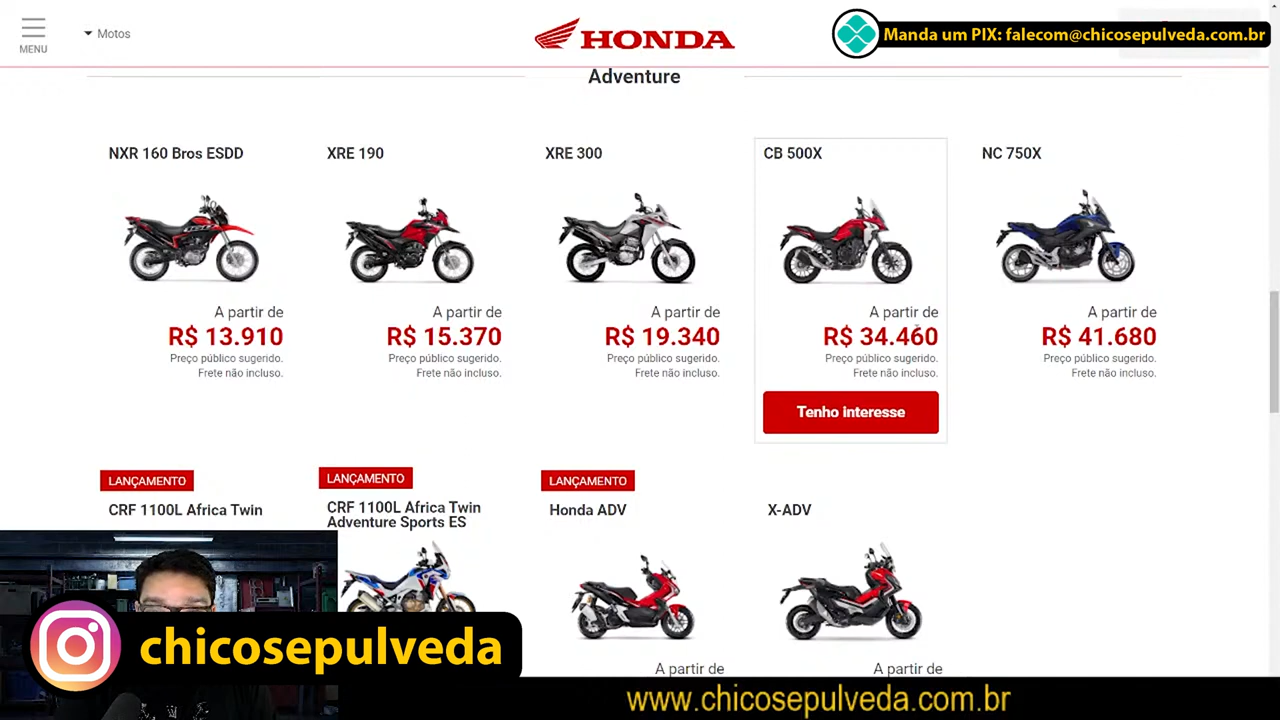 MENU
Motos
HONDA
Manda um PIX: falecom@chicosepulveda.com.br
Adventure
NXR 160 Bros ESDD
A partir de
R$ 13.910
Preço público sugerido.
Frete não incluso.
XRE 190
A partir de
R$ 15.370
Preço público sugerido.
Frete não incluso.
XRE 300
A partir de
R$ 19.340
Preço público sugerido.
Frete não incluso.
CB 500X
A partir de
R$ 34.460
Preço público sugerido.
Frete não incluso.
Tenho interesse
NC 750X
A partir de
R$ 41.680
Preço público sugerido.
Frete não incluso.
LANÇAMENTO
CRF 1100L Africa Twin
LANÇAMENTO
CRF 1100L Africa Twin
Adventure Sports ES
LANÇAMENTO
Honda ADV
A partir de
X-ADV
A partir de
chicosepulveda
www.chicosepulveda.com.br